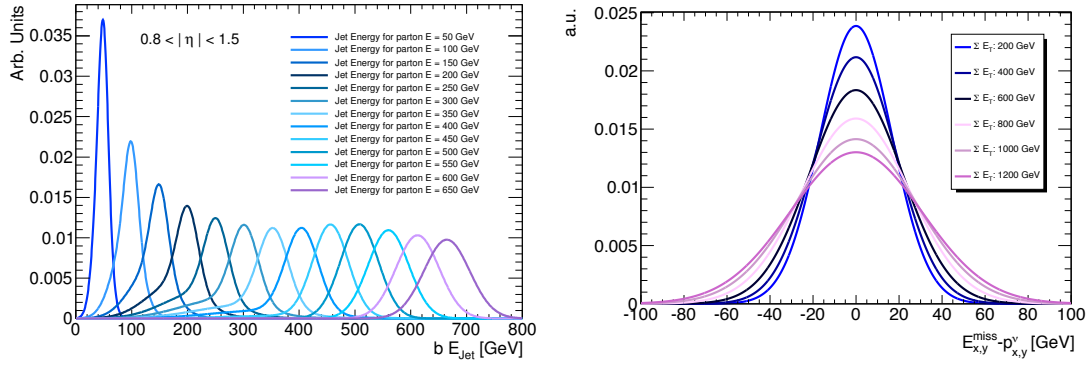 Arb. Units
0.035
0.03
0.025
0.02
0.015
0.01
0.005
0
0.8 < | η | < 1.5
Jet Energy for parton E = 50 GeV
Jet Energy for parton E = 100 GeV
Jet Energy for parton E = 150 GeV
Jet Energy for parton E = 200 GeV
Jet Energy for parton E = 250 GeV
Jet Energy for parton E = 300 GeV
Jet Energy for parton E = 350 GeV
Jet Energy for parton E = 400 GeV
Jet Energy for parton E = 450 GeV
Jet Energy for parton E = 500 GeV
Jet Energy for parton E = 550 GeV
Jet Energy for parton E = 600 GeV
Jet Energy for parton E = 650 GeV
0 100 200 300 400 500 600 700 800
b E_Jet [GeV]
a.u.
0.025
0.02
0.015
0.01
0.005
0
Σ E_T: 200 GeV
Σ E_T: 400 GeV
Σ E_T: 600 GeV
Σ E_T: 800 GeV
Σ E_T: 1000 GeV
Σ E_T: 1200 GeV
-100 -80 -60 -40 -20 0 20 40 60 80 100
E^miss_x,y-p^ν_x,y [GeV]